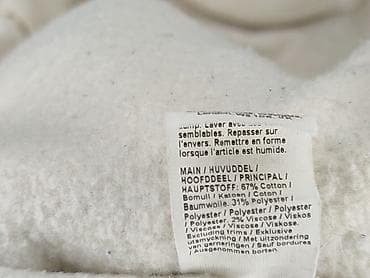 semblables. Repasser sur
l'envers. Remettre en forme
lorsque l'article est humide.
MAIN / HUVUDDEL /
HOOFDDEEL / PRINCIPAL /
HAUPTSTOFF: 67% Cotton /
Bomull / Katoen / Coton /
Baumwolle. 31% Polyester /
Polyester / Polyester / Polyester
/ Polyester. 2% Viscose / Viskos
/ Viscose / Viscose / Viskose.
Excluding trims / Exklusive
utsmyckning / Met uitzondering
van garneringen / Sauf bordures
/ Ausgenommen borten.